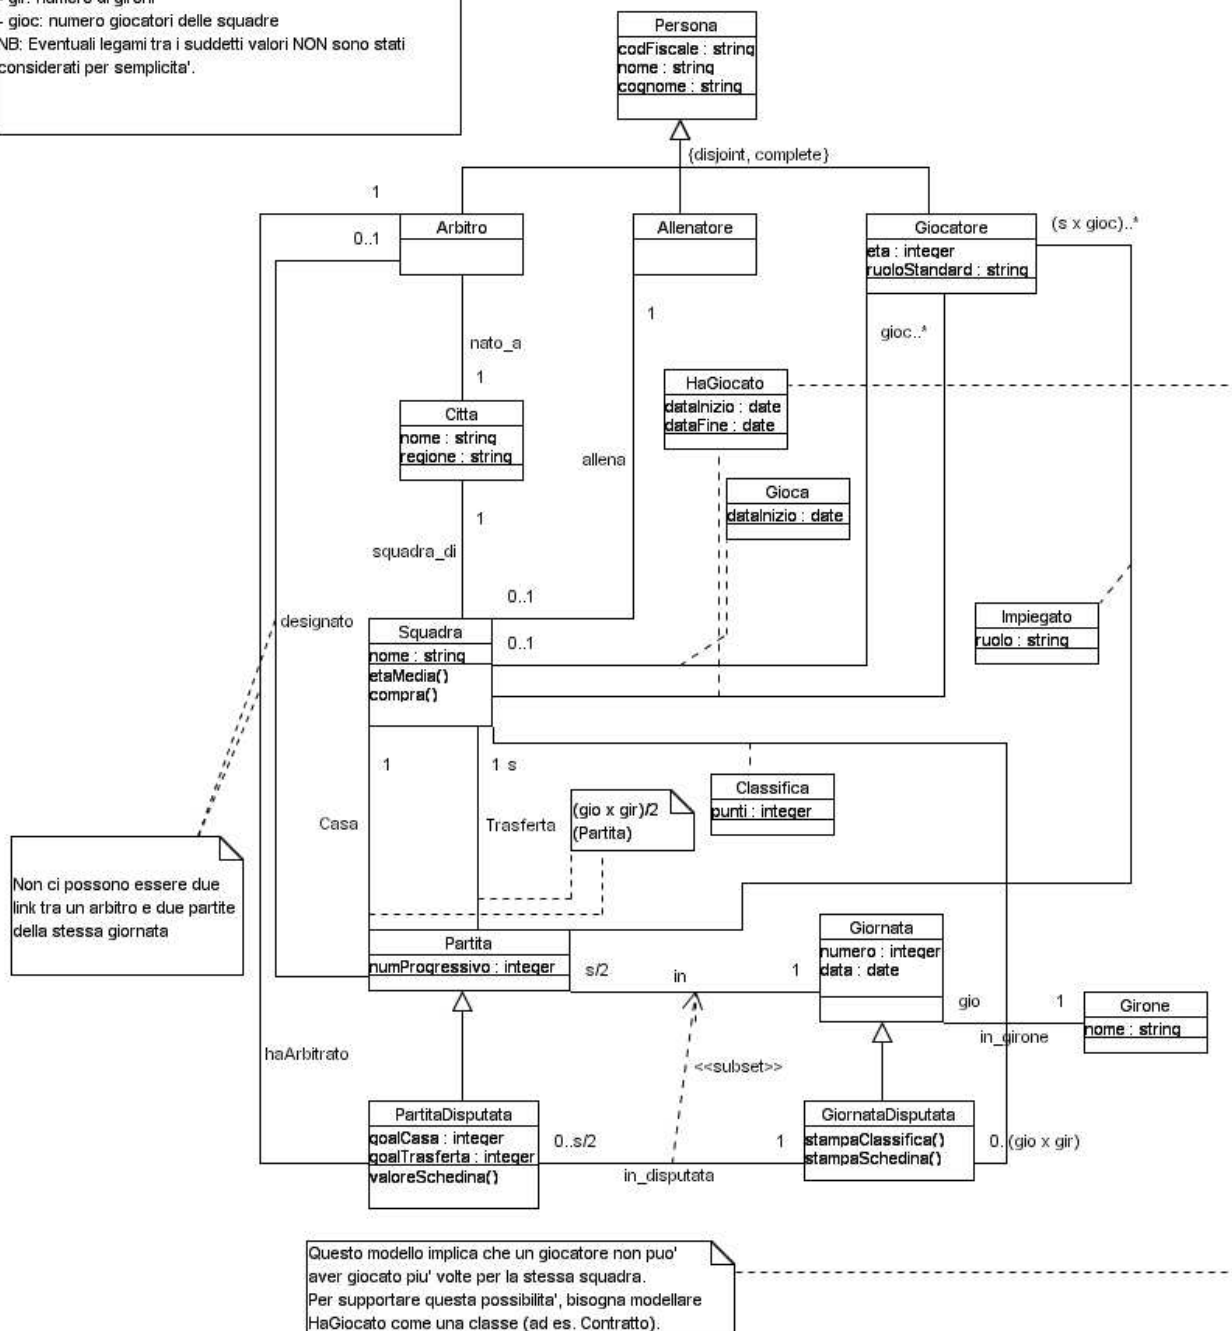 - gir: numero di gironi
- gioc: numero giocatori delle squadre
NB: Eventuali legami tra i suddetti valori NON sono stati
considerati per semplicita'.
Persona
codFiscale : string
nome : string
cognome : string
{disjoint, complete}
1
0..1
Arbitro
Allenatore
Giocatore
eta : integer
ruoloStandard : string
(s x gioc)..*
1
gioc..*
nato_a
1
HaGiocato
dataInizio : date
dataFine : date
Citta
nome : string
regione : string
allena
Gioca
dataInizio : date
1
squadra_di
0..1
designato
Squadra
nome : string
etaMedia()
compra()
0..1
Impiegato
ruolo : string
1
1 s
Classifica
punti : integer
Casa
Trasferta
(gio x gir)/2
(Partita)
Non ci possono essere due
link tra un arbitro e due partite
della stessa giornata
Partita
numProgressivo : integer
s/2
in
1
Giornata
numero : integer
data : date
gio
1
in_girone
Girone
nome : string
haArbitrato
<<subset>>
PartitaDisputata
goalCasa : integer
goalTrasferta : integer
valoreSchedina()
0..s/2
1
in_disputata
GiornataDisputata
stampaClassifica()
stampaSchedina()
0..(gio x gir)
Questo modello implica che un giocatore non puo'
aver giocato piu' volte per la stessa squadra.
Per supportare questa possibilita', bisogna modellare
HaGiocato come una classe (ad es. Contratto).